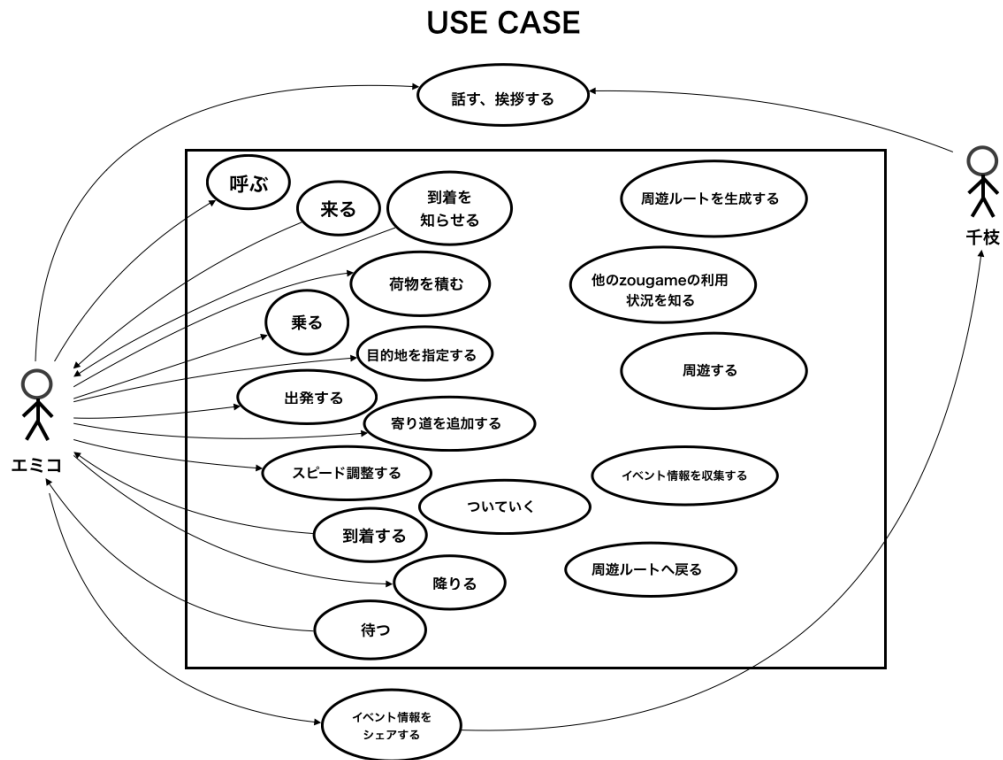 USE CASE
話す、挨拶する
呼ぶ
来る
到着を
知らせる
周遊ルートを生成する
千枝
荷物を積む
他のzougameの利用
状況を知る
乗る
目的地を指定する
周遊する
出発する
寄り道を追加する
エミコ
スピード調整する
イベント情報を収集する
ついていく
到着する
周遊ルートへ戻る
降りる
待つ
イベント情報を
シェアする